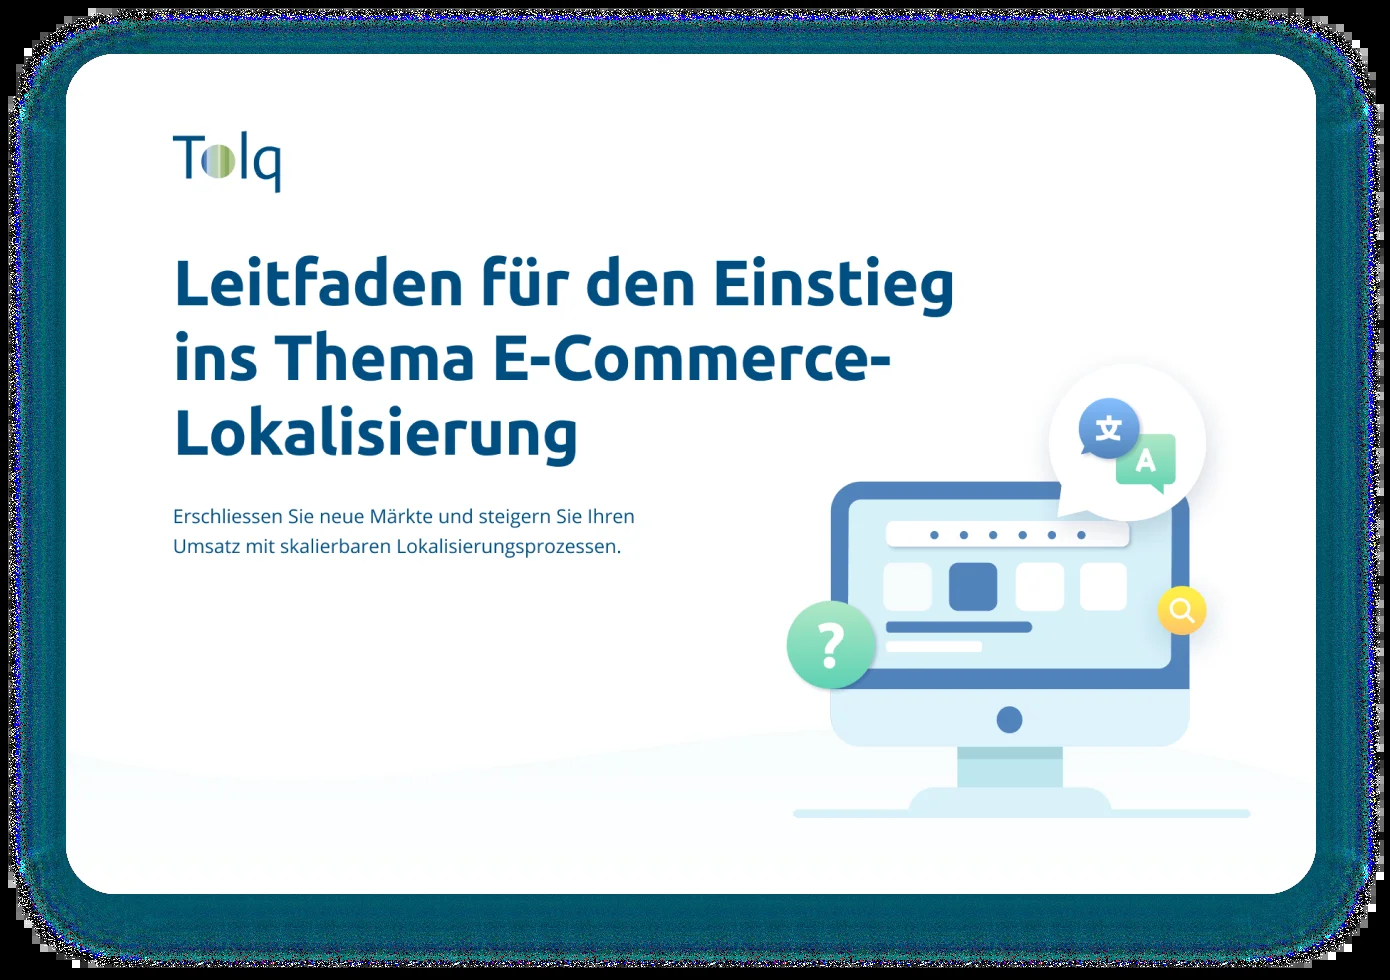 Tolq
Leitfaden für den Einstieg
ins Thema E-Commerce-
Lokalisierung
Erschliessen Sie neue Märkte und steigern Sie Ihren
Umsatz mit skalierbaren Lokalisierungsprozessen.
文
A
?